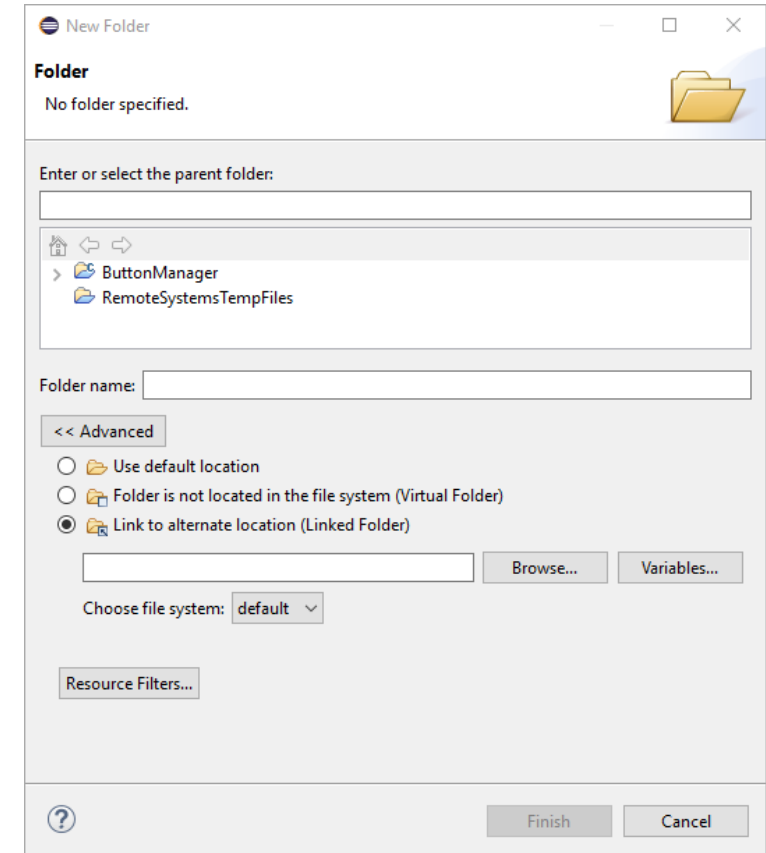 New Folder
Folder
No folder specified.
Enter or select the parent folder:
ButtonManager
RemoteSystemsTempFiles
Folder name:
<< Advanced
Use default location
Folder is not located in the file system (Virtual Folder)
Link to alternate location (Linked Folder)
Browse... Variables...
Choose file system: default
Resource Filters...
? Finish Cancel